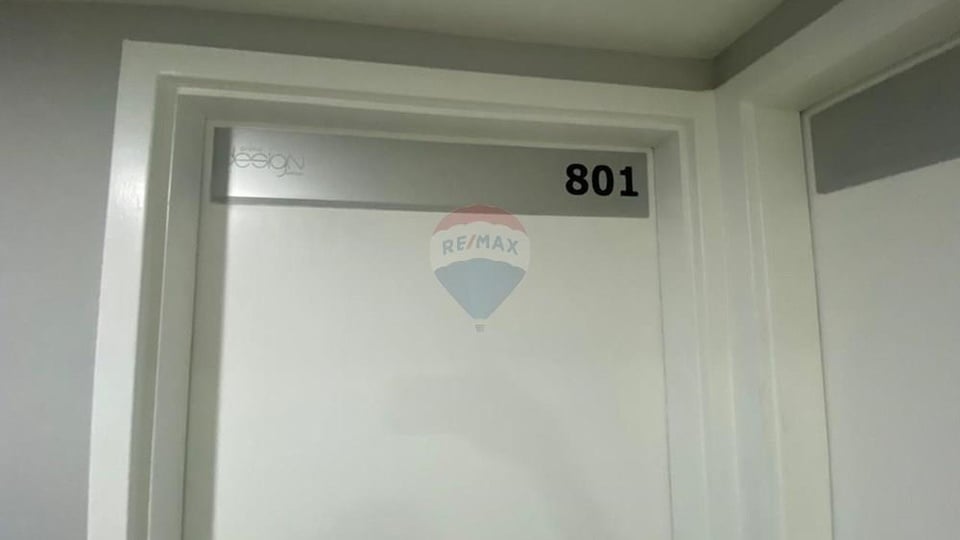 DESIGN
801
RE/MAX